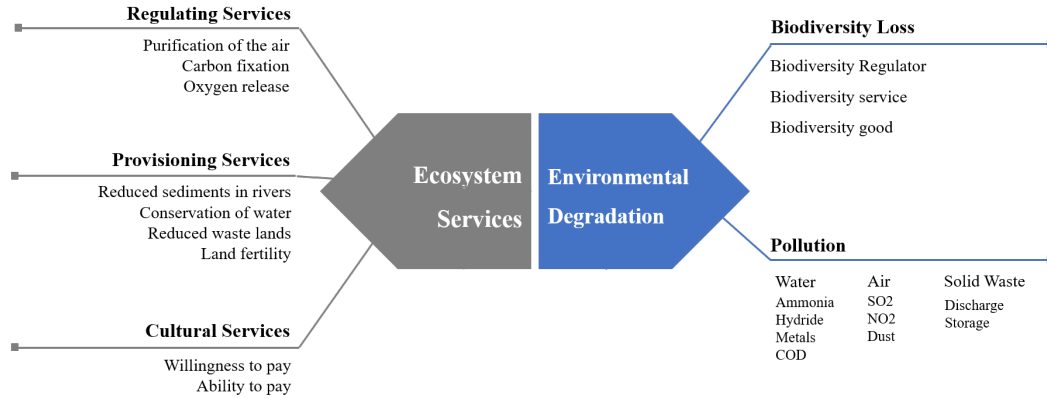 Regulating Services
Purification of the air
Carbon fixation
Oxygen release
Provisioning Services
Reduced sediments in rivers
Conservation of water
Reduced waste lands
Land fertility
Cultural Services
Willingness to pay
Ability to pay
Ecosystem
Services
Environmental
Degradation
Biodiversity Loss
Biodiversity Regulator
Biodiversity service
Biodiversity good
Pollution
Water
Ammonia
Hydride
Metals
COD
Air
SO2
NO2
Dust
Solid Waste
Discharge
Storage